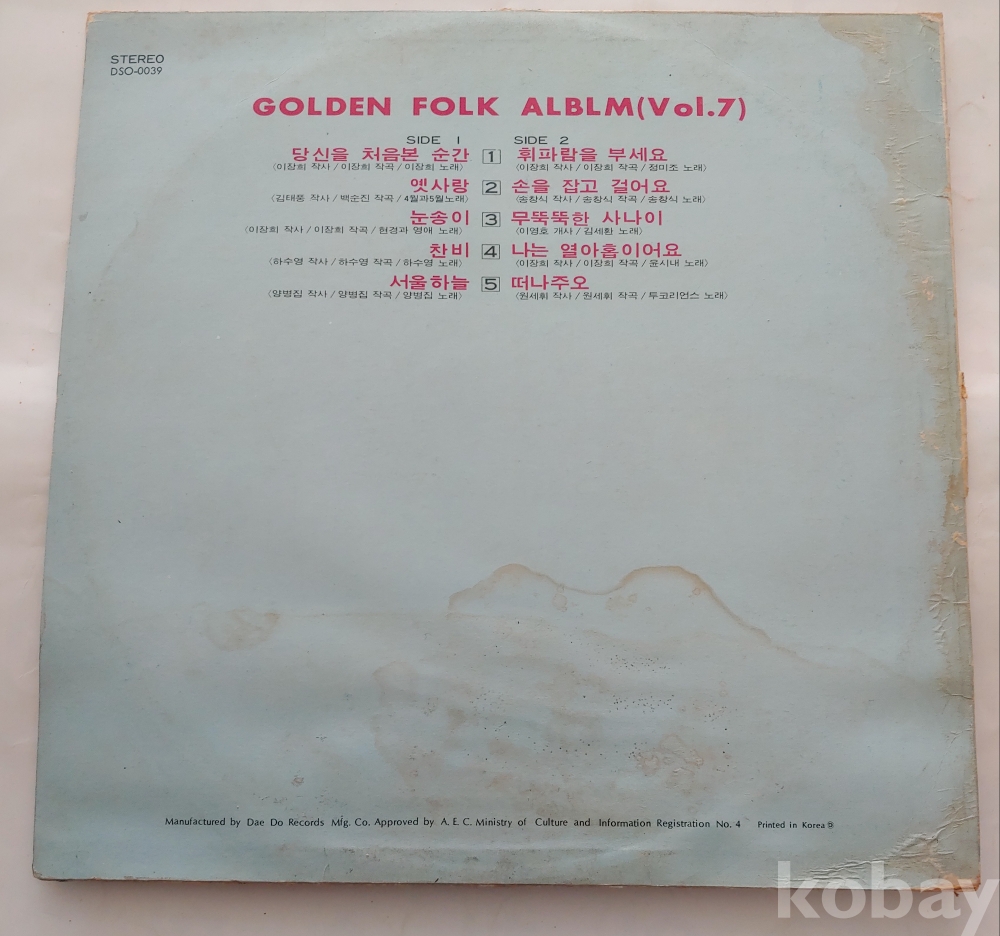 STEREO
DSO-0039
GOLDEN FOLK ALBLM(Vol.7)
SIDE 1 SIDE 2
당신을 처음본 순간 1 휘파람을 부세요
(이장희 작사/이장희 작곡/이장희 노래) (이장희 작사/이장희 작곡/정미조 노래)
옛사랑 2 손을 잡고 걸어요
(김태풍 작사/백순진 작곡/4월과5월노래) (송창식 작사/송창식 작곡/송창식 노래)
눈송이 3 무뚝뚝한 사나이
(이장희 작사/이장희 작곡/현경과 영애 노래) (이영호 개사/김세환 노래)
찬비 4 나는 열아홉이어요
(하수영 작사/하수영 작곡/하수영 노래) (이장희 작사/이장희 작곡/윤시내 노래)
서울하늘 5 떠나주오
(양병집 작사/양병집 작곡/양병집 노래) (원세휘 작사/원세휘 작곡/투코리언스 노래)
Manufactured by Dae Do Records Mfg. Co. Approved by A. E. C. Ministry of Culture and Information Registration No. 4 Printed in Korea
kobay